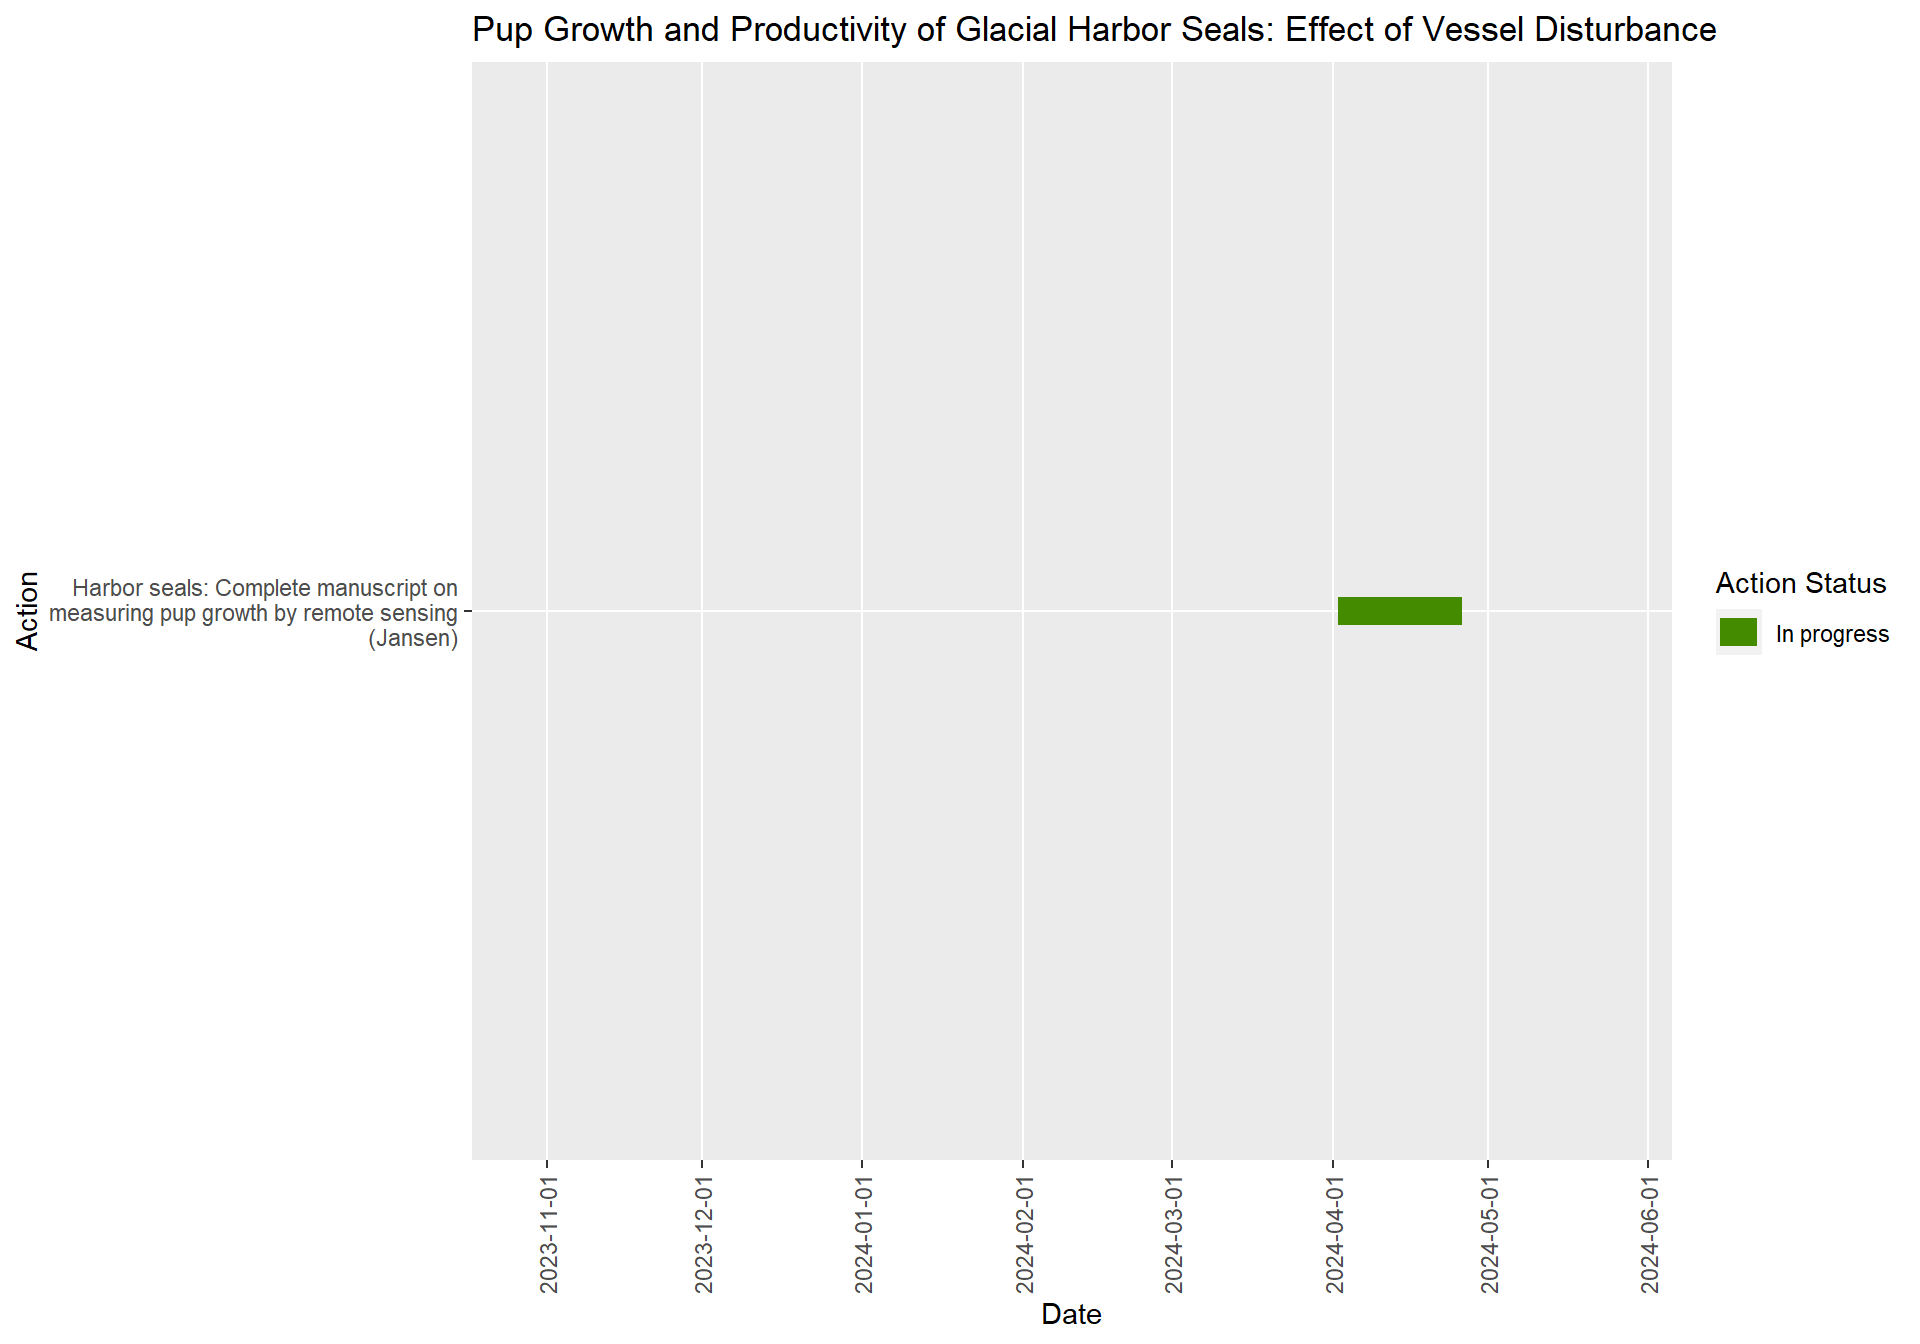 Pup Growth and Productivity of Glacial Harbor Seals: Effect of Vessel Disturbance
Action
Harbor seals: Complete manuscript on
measuring pup growth by remote sensing
(Jansen)
Action Status
In progress
2023-11-01
2023-12-01
2024-01-01
2024-02-01
2024-03-01
2024-04-01
2024-05-01
2024-06-01
Date